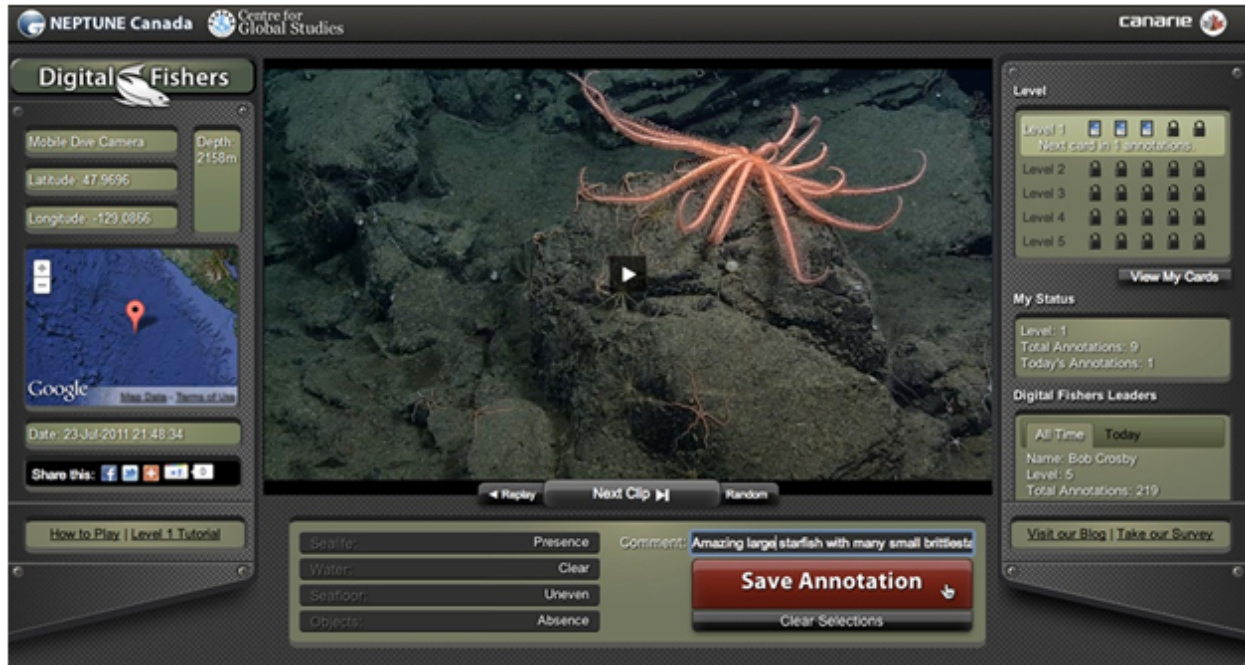 NEPTUNE Canada
Centre for
Global Studies
canarie
Digital Fishers
Mobile Dive Camera
Depth:
2158m
Latitude: 47.9696
Longitude: -129.0866
+
-
Google
Map Data - Terms of Use
Date: 23-Jul-2011 21:48:34
Share this:
+1
0
How to Play | Level 1 Tutorial
Replay
Next Clip
Random
Sealife: Presence
Water: Clear
Seafloor: Uneven
Objects: Absence
Comment: Amazing large starfish with many small brittlesta
Save Annotation
Clear Selections
Level
Level 1
Next card in 1 annotations.
Level 2
Level 3
Level 4
Level 5
View My Cards
My Status
Level: 1
Total Annotations: 9
Today's Annotations: 1
Digital Fishers Leaders
All Time Today
Name: Bob Crosby
Level: 5
Total Annotations: 219
Visit our Blog | Take our Survey